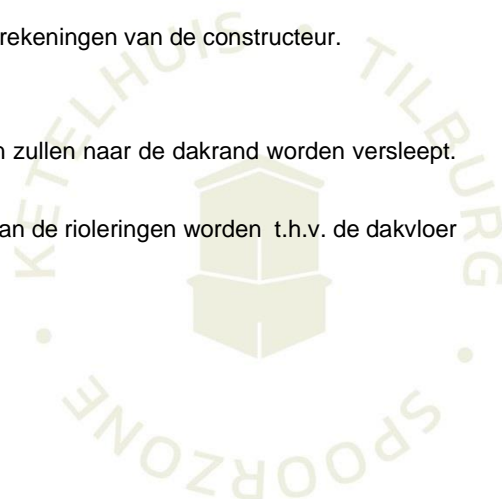 rekeningen van de constructeur.
n zullen naar de dakrand worden versleept.
an de rioleringen worden t.h.v. de dakvloer
KETELHUIS • TILBURG • SPOORZONE